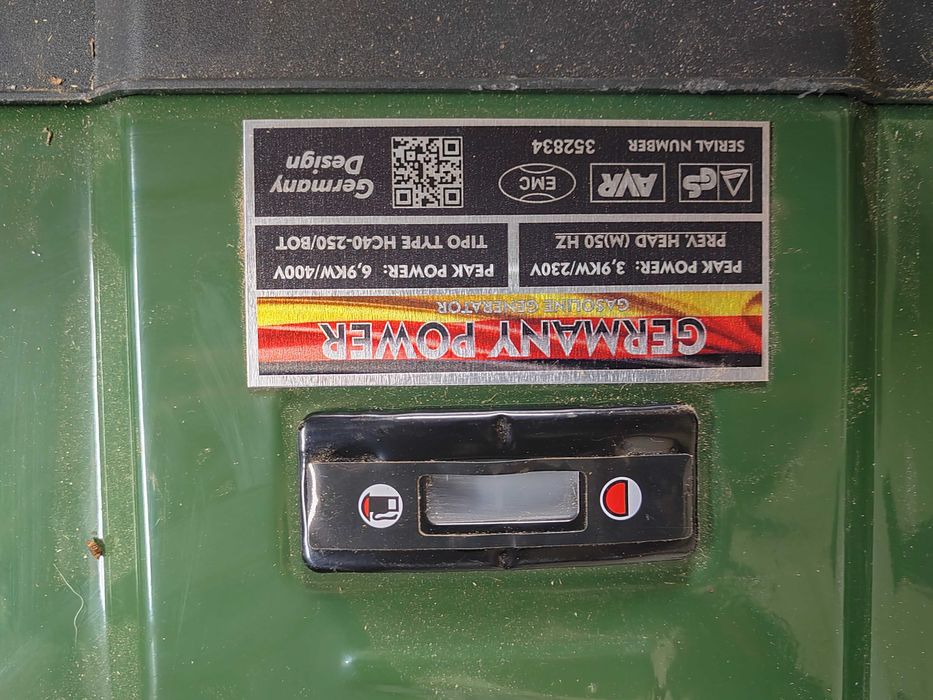 GERMANY POWER
GASOLINE GENERATOR
PEAK POWER: 3,9KW/230V
PREV. HEAD (M)50 HZ
PEAK POWER: 6,9KW/400V
TIPO TYPE HC40-250/BOT
GS
AVR
EMC
SERIAL NUMBER 352834
Germany
Design